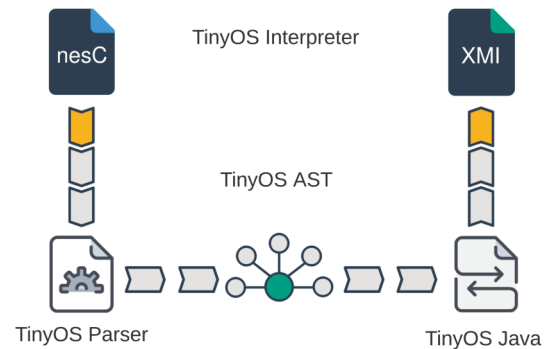 TinyOS Interpreter
nesC
XMI
TinyOS AST
TinyOS Parser
TinyOS Java